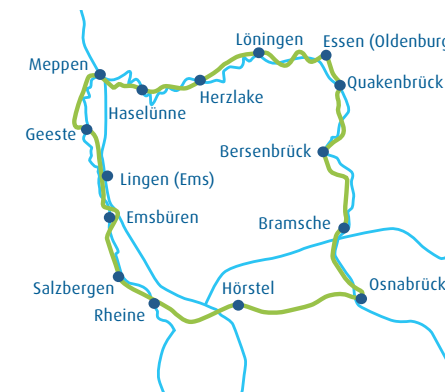 Löningen
Essen (Oldenburg
Meppen
Quakenbrück
Herzlake
Haselünne
Geeste
Bersenbrück
Lingen (Ems)
Emsbüren
Bramsche
Salzbergen
Hörstel
Osnabrück
Rheine